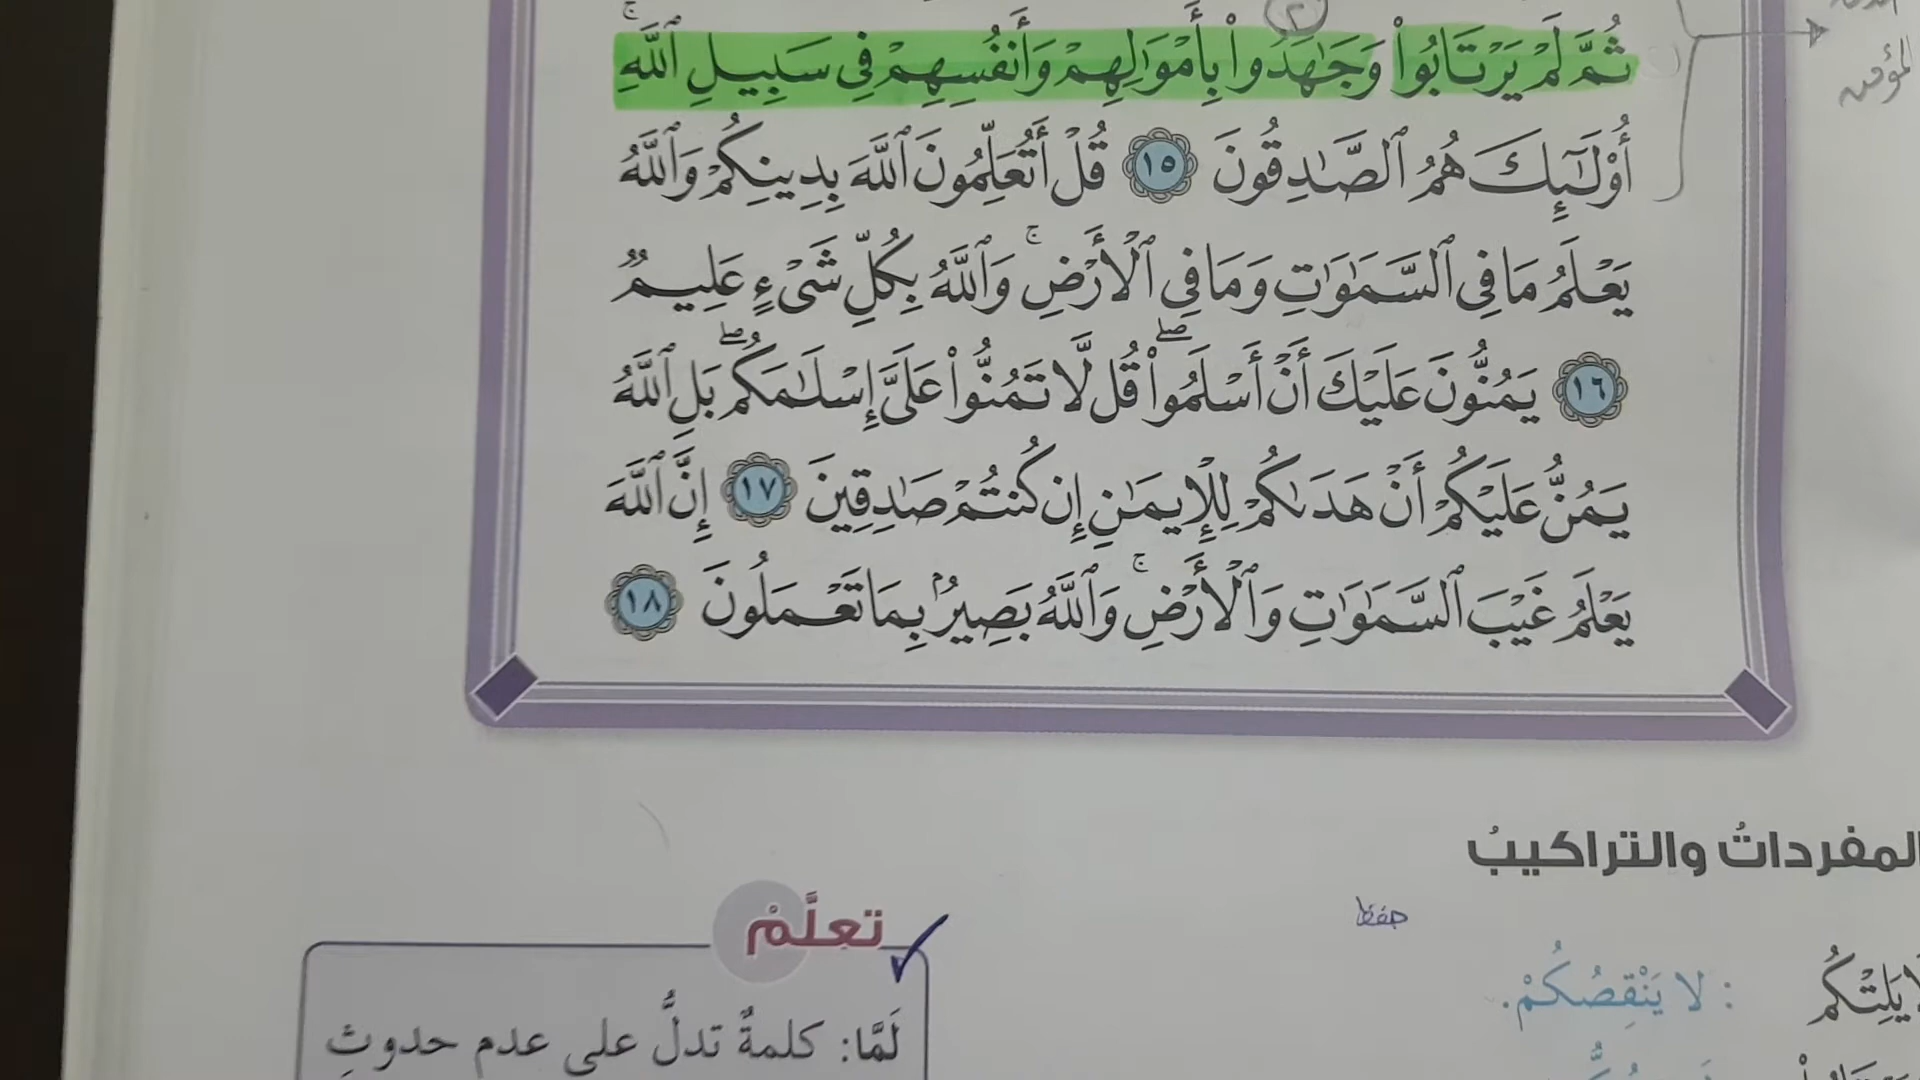 ثُمَّ لَمْ يَرْتَابُوا۟ وَجَـٰهَدُوا۟ بِأَمْوَٰلِهِمْ وَأَنفُسِهِمْ فِى سَبِيلِ ٱللَّهِ ۚ
أُو۟لَـٰٓئِكَ هُمُ ٱلصَّـٰدِقُونَ ١٥ قُلْ أَتُعَلِّمُونَ ٱللَّهَ بِدِينِكُمْ وَٱللَّهُ
يَعْلَمُ مَا فِى ٱلسَّمَـٰوَٰتِ وَمَا فِى ٱلْأَرْضِ ۚ وَٱللَّهُ بِكُلِّ شَىْءٍ عَلِيمٌ
١٦ يَمُنُّونَ عَلَيْكَ أَنْ أَسْلَمُوا۟ ۖ قُل لَّا تَمُنُّوا۟ عَلَىَّ إِسْلَـٰمَكُم ۖ بَلِ ٱللَّهُ
يَمُنُّ عَلَيْكُمْ أَنْ هَدَىٰكُمْ لِلْإِيمَـٰنِ إِن كُنتُمْ صَـٰدِقِينَ ١٧ إِنَّ ٱللَّهَ
يَعْلَمُ غَيْبَ ٱلسَّمَـٰوَٰتِ وَٱلْأَرْضِ ۚ وَٱللَّهُ بَصِيرٌۢ بِمَا تَعْمَلُونَ ١٨
المفرداتُ والتراكيبُ
حفظ
يَلِتْكُم : لا يَنْقِصُكُمْ.
تعلَّمْ
لَمَّا: كلمةٌ تدلُّ على عدم حدوثِ